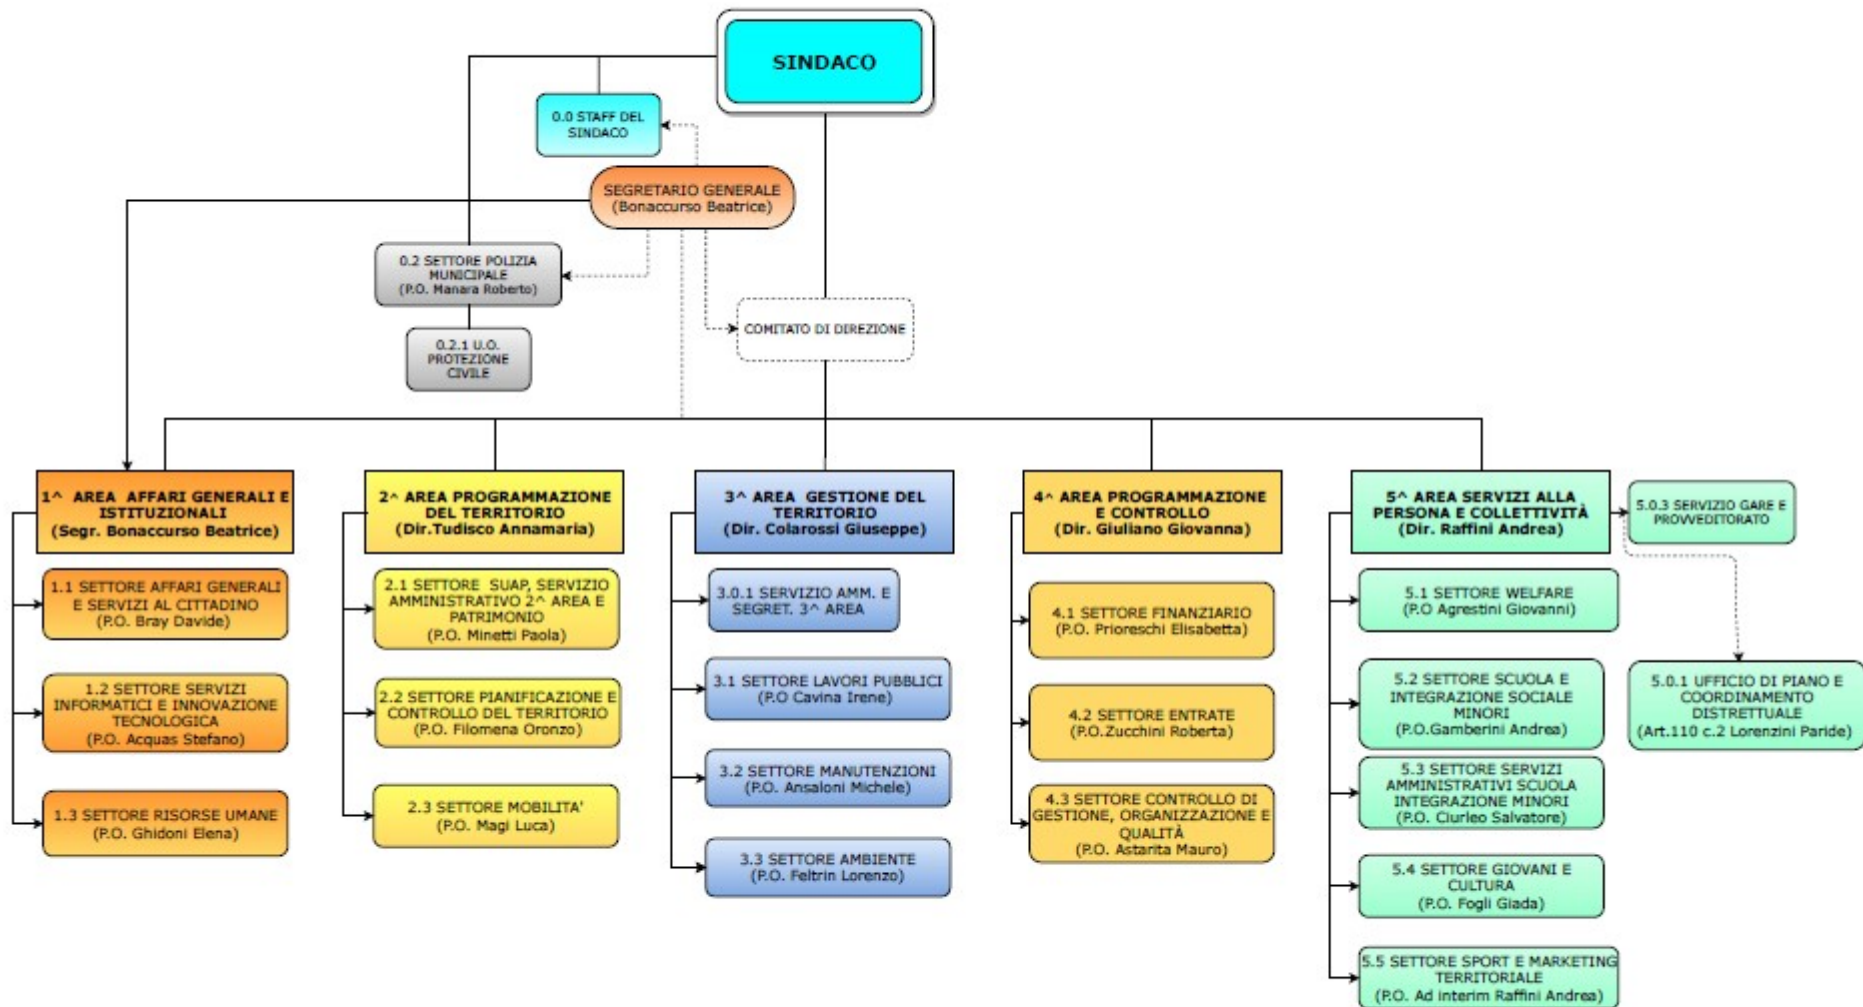 SINDACO
0.0 STAFF DEL
SINDACO
SEGRETARIO GENERALE
(Bonaccurso Beatrice)
0.2 SETTORE POLIZIA
MUNICIPALE
(P.O. Manara Roberto)
0.2.1 U.O.
PROTEZIONE
CIVILE
COMITATO DI DIREZIONE
1^ AREA AFFARI GENERALI E
ISTITUZIONALI
(Segr. Bonaccurso Beatrice)
1.1 SETTORE AFFARI GENERALI
E SERVIZI AL CITTADINO
(P.O. Bray Davide)
1.2 SETTORE SERVIZI
INFORMATICI E INNOVAZIONE
TECNOLOGICA
(P.O. Acquas Stefano)
1.3 SETTORE RISORSE UMANE
(P.O. Ghidoni Elena)
2^ AREA PROGRAMMAZIONE
DEL TERRITORIO
(Dir.Tudisco Annamaria)
2.1 SETTORE SUAP, SERVIZIO
AMMINISTRATIVO 2^ AREA E
PATRIMONIO
(P.O. Minetti Paola)
2.2 SETTORE PIANIFICAZIONE E
CONTROLLO DEL TERRITORIO
(P.O. Filomena Oronzo)
2.3 SETTORE MOBILITA'
(P.O. Magi Luca)
3^ AREA GESTIONE DEL
TERRITORIO
(Dir. Colarossi Giuseppe)
3.0.1 SERVIZIO AMM. E
SEGRET. 3^ AREA
3.1 SETTORE LAVORI PUBBLICI
(P.O Cavina Irene)
3.2 SETTORE MANUTENZIONI
(P.O. Ansaloni Michele)
3.3 SETTORE AMBIENTE
(P.O. Feltrin Lorenzo)
4^ AREA PROGRAMMAZIONE
E CONTROLLO
(Dir. Giuliano Giovanna)
4.1 SETTORE FINANZIARIO
(P.O. Prioreschi Elisabetta)
4.2 SETTORE ENTRATE
(P.O.Zucchini Roberta)
4.3 SETTORE CONTROLLO DI
GESTIONE, ORGANIZZAZIONE E
QUALITÀ
(P.O. Astarita Mauro)
5^ AREA SERVIZI ALLA
PERSONA E COLLETTIVITÀ
(Dir. Raffini Andrea)
5.0.3 SERVIZIO GARE E
PROVVEDITORATO
5.1 SETTORE WELFARE
(P.O Agrestini Giovanni)
5.2 SETTORE SCUOLA E
INTEGRAZIONE SOCIALE
MINORI
(P.O.Gamberini Andrea)
5.0.1 UFFICIO DI PIANO E
COORDINAMENTO
DISTRETTUALE
(Art.110 c.2 Lorenzini Paride)
5.3 SETTORE SERVIZI
AMMINISTRATIVI SCUOLA
INTEGRAZIONE MINORI
(P.O. Ciurleo Salvatore)
5.4 SETTORE GIOVANI E
CULTURA
(P.O. Fogli Giada)
5.5 SETTORE SPORT E MARKETING
TERRITORIALE
(P.O. Ad interim Raffini Andrea)